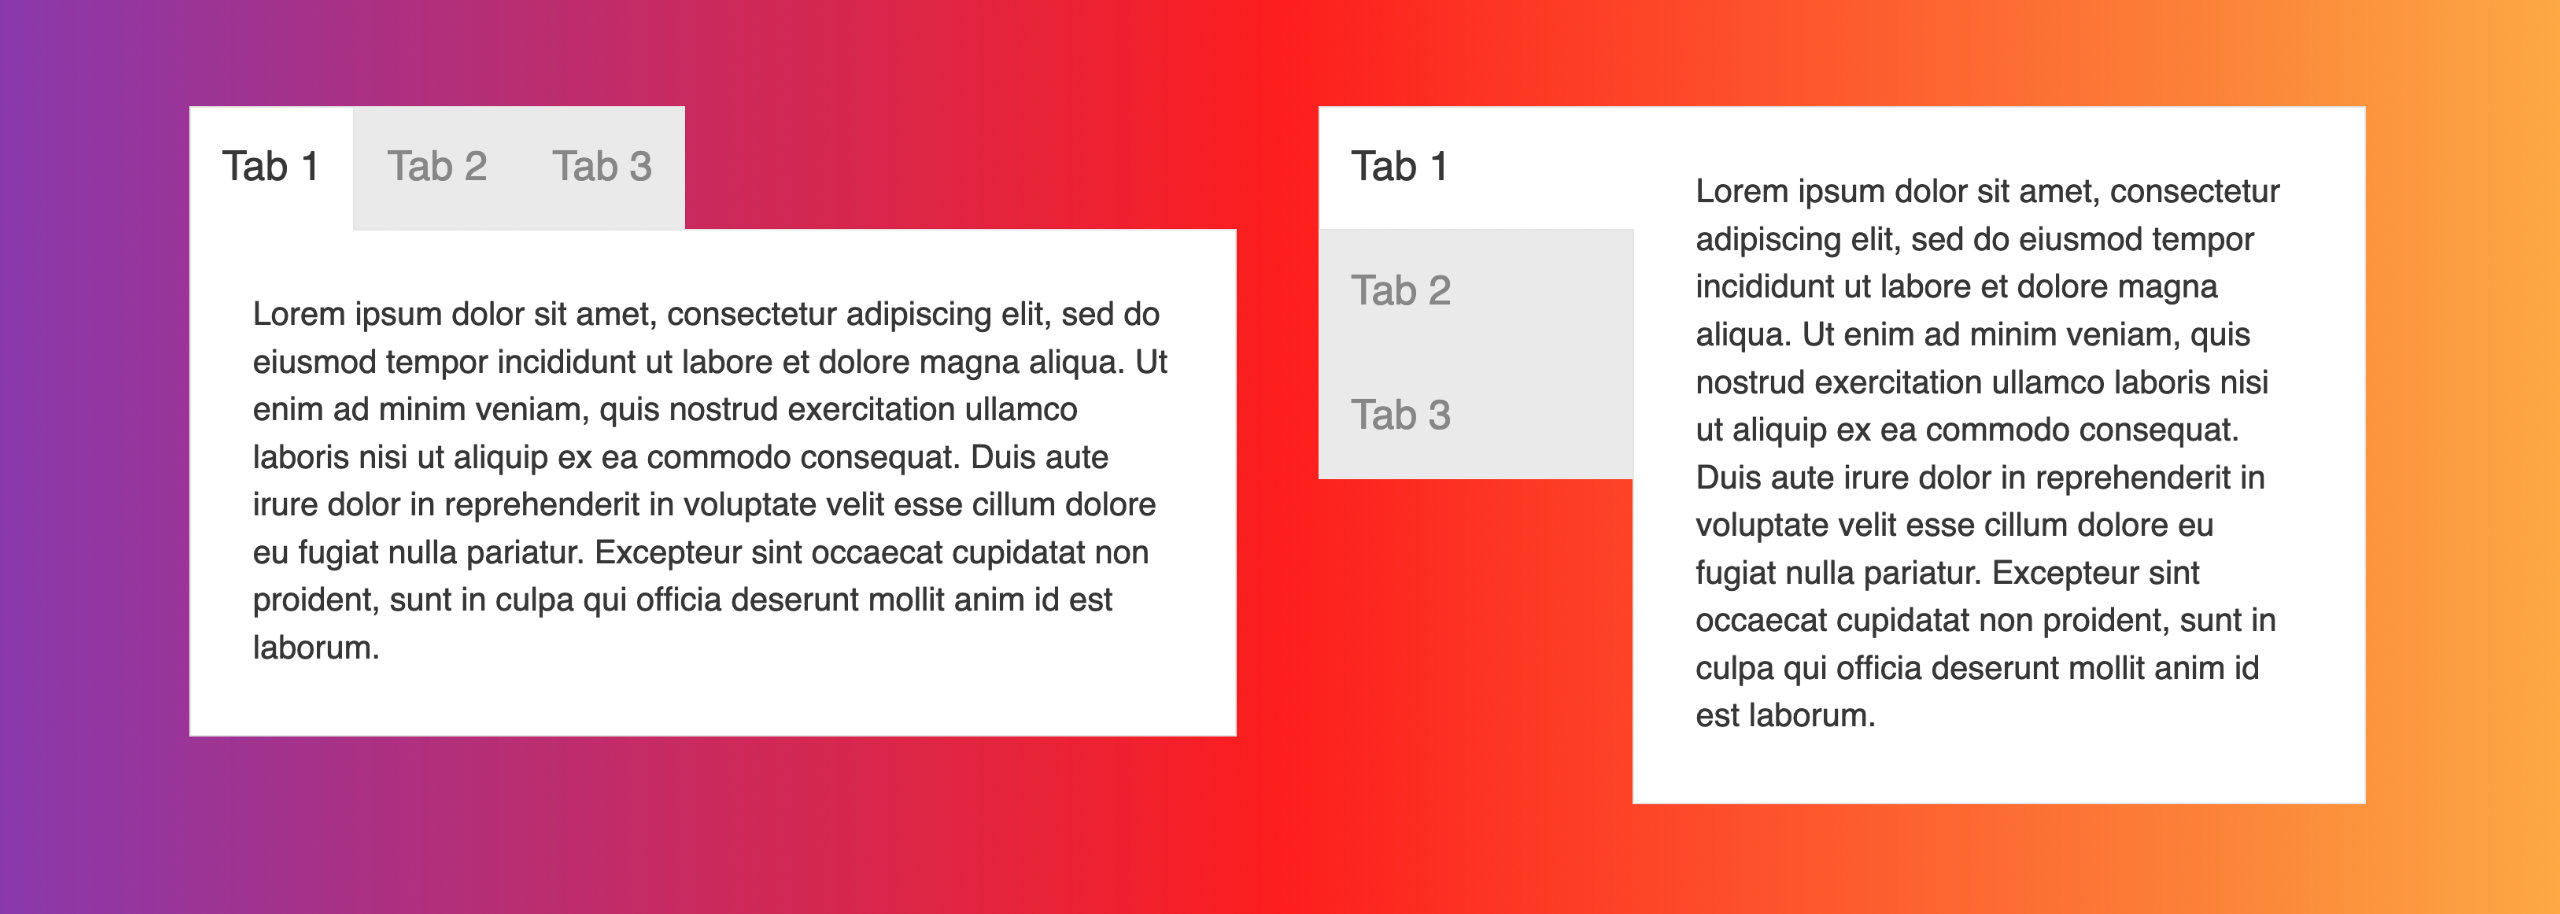 Tab 1 Tab 2 Tab 3
Lorem ipsum dolor sit amet, consectetur adipiscing elit, sed do
eiusmod tempor incididunt ut labore et dolore magna aliqua. Ut
enim ad minim veniam, quis nostrud exercitation ullamco
laboris nisi ut aliquip ex ea commodo consequat. Duis aute
irure dolor in reprehenderit in voluptate velit esse cillum dolore
eu fugiat nulla pariatur. Excepteur sint occaecat cupidatat non
proident, sunt in culpa qui officia deserunt mollit anim id est
laborum.
Tab 1
Tab 2
Tab 3
Lorem ipsum dolor sit amet, consectetur
adipiscing elit, sed do eiusmod tempor
incididunt ut labore et dolore magna
aliqua. Ut enim ad minim veniam, quis
nostrud exercitation ullamco laboris nisi
ut aliquip ex ea commodo consequat.
Duis aute irure dolor in reprehenderit in
voluptate velit esse cillum dolore eu
fugiat nulla pariatur. Excepteur sint
occaecat cupidatat non proident, sunt in
culpa qui officia deserunt mollit anim id
est laborum.